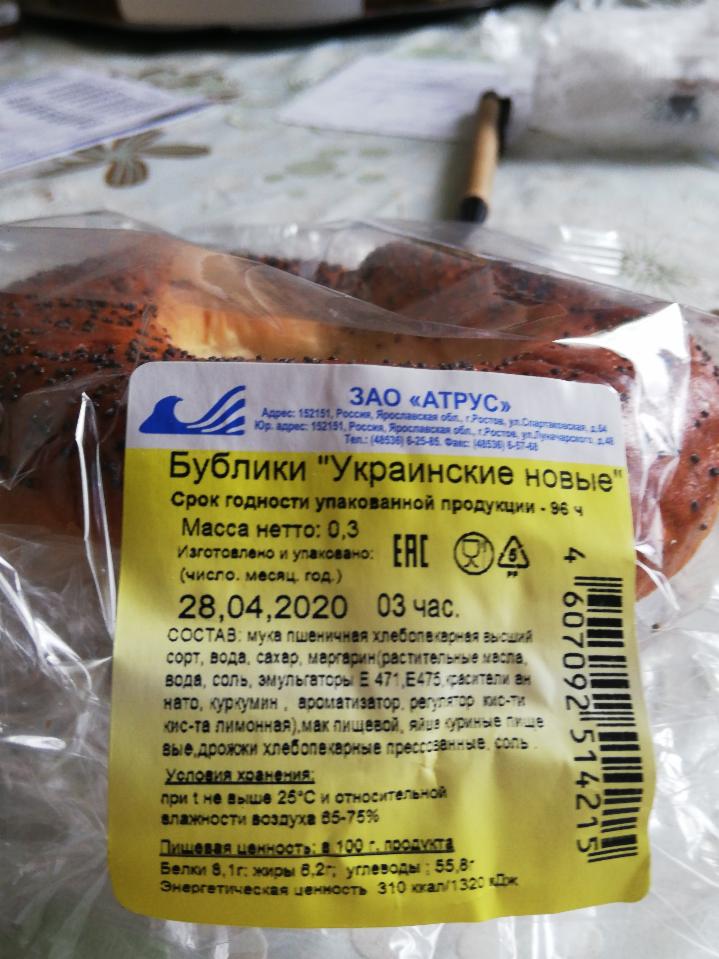 ЗАО «АТРУС»
Адрес: 152151, Россия, Ярославская обл., г.Ростов, ул.Спартаковская, д.64
Юр. адрес: 152151, Россия, Ярославская обл., г.Ростов, ул.Луначарского, д.48
Тел.: (48536) 6-25-85. Факс: (48536) 6-57-68
Бублики "Украинские новые"
Срок годности упакованной продукции - 96 ч
Масса нетто: 0,3
Изготовлено и упаковано:
(число. месяц. год.)
ЕАС
5
PP
28,04,2020 03 час.
СОСТАВ: мука пшеничная хлебопекарная высший
сорт, вода, сахар, маргарин(растительные масла,
вода, соль, эмульгаторы Е 471,Е475,красители ан
нато, куркумин , ароматизатор, регулятор кис-ти
кис-та лимонная),мак пищевой, яйца куриные пище
вые,дрожжи хлебопекарные прессованные, соль .
Условия хранения:
при t не выше 25°С и относительной
влажности воздуха 65-75%
Пищевая ценность: в 100 г. продукта
Белки 8,1г; жиры 6,2г; углеводы ; 55,8г
Энергетическая ценность 310 ккал/1320 кДж
4 607092 514215